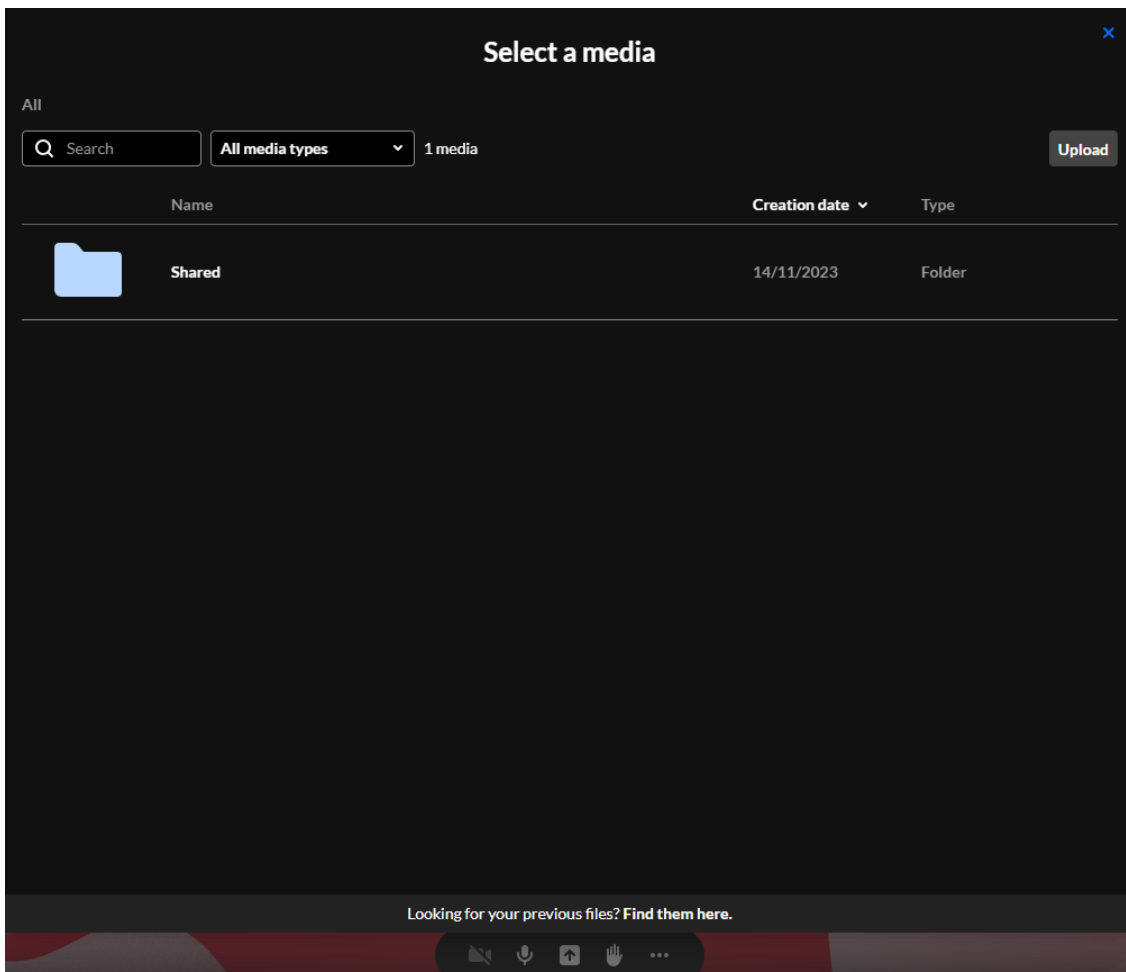 Select a media
All
Search All media types 1 media Upload
Name Creation date Type
Shared 14/11/2023 Folder
Looking for your previous files? Find them here.